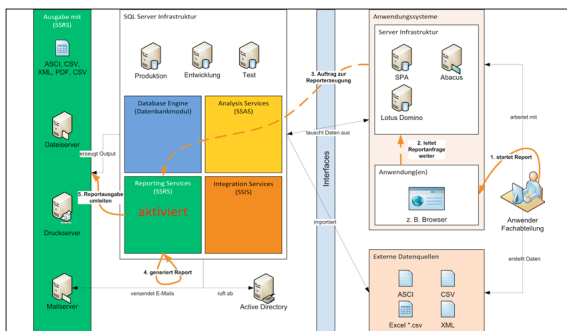 Ausgabe mit
(SSRS)
ASCI, CSV,
XML, PDF, CSV
Dateiserver
erzeugt Output
5. Reportausgabe
umleiten
Druckserver
Mailserver
SQL Server Infrastruktur
Produktion
Entwicklung
Test
Database Engine
(Datenbankmodul)
Analysis Services
(SSAS)
Reporting Services
(SSRS)
aktiviert
Integration Services
(SSIS)
4. generiert Report
versendet E-Mails
ruft ab
Active Directory
3. Auftrag zur
Reporterzeugung
tauscht Daten aus
importiert
Interfaces
Anwendungssysteme
Server Infrastruktur
SPA
Abacus
Lotus Domino
2. leitet
Reportanfrage
weiter
Anwendung(en)
z. B. Browser
arbeitet mit
1. startet Report
Anwender
Fachabteilung
erstellt Daten
Externe Datenquellen
ASCI
CSV
Excel *.csv
XML